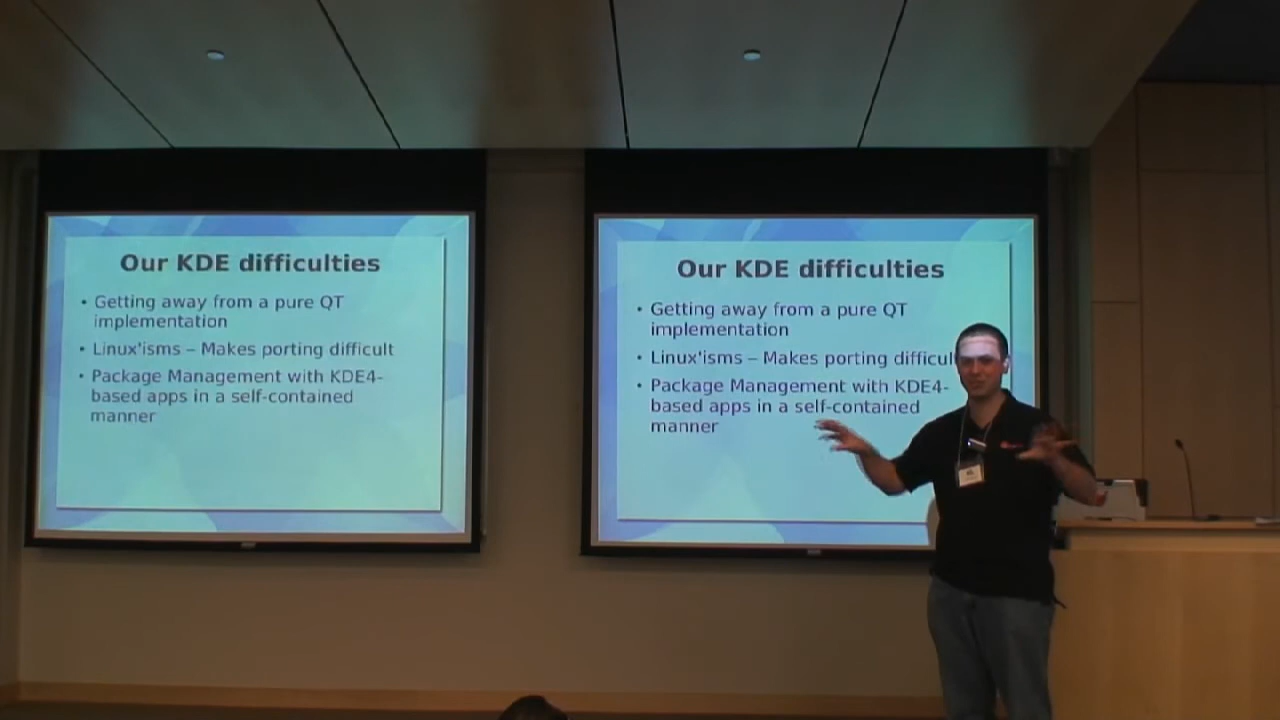 Our KDE difficulties
• Getting away from a pure QT
implementation
• Linux'isms – Makes porting difficult
• Package Management with KDE4-
based apps in a self-contained
manner
Our KDE difficulties
• Getting away from a pure QT
implementation
• Linux'isms – Makes porting difficul
• Package Management with KDE4-
based apps in a self-contained
manner